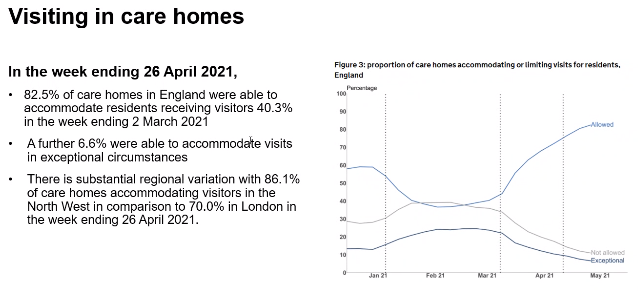 Visiting in care homes
In the week ending 26 April 2021,
• 82.5% of care homes in England were able to
accommodate residents receiving visitors 40.3%
in the week ending 2 March 2021
• A further 6.6% were able to accommodate visits
in exceptional circumstances
• There is substantial regional variation with 86.1%
of care homes accommodating visitors in the
North West in comparison to 70.0% in London in
the week ending 26 April 2021.
Figure 3: proportion of care homes accommodating or limiting visits for residents,
England
Percentage
100
90
80
70
60
50
40
30
20
10
0
Allowed
Not allowed
Exceptional
Jan 21 Feb 21 Mar 21 Apr 21 May 21